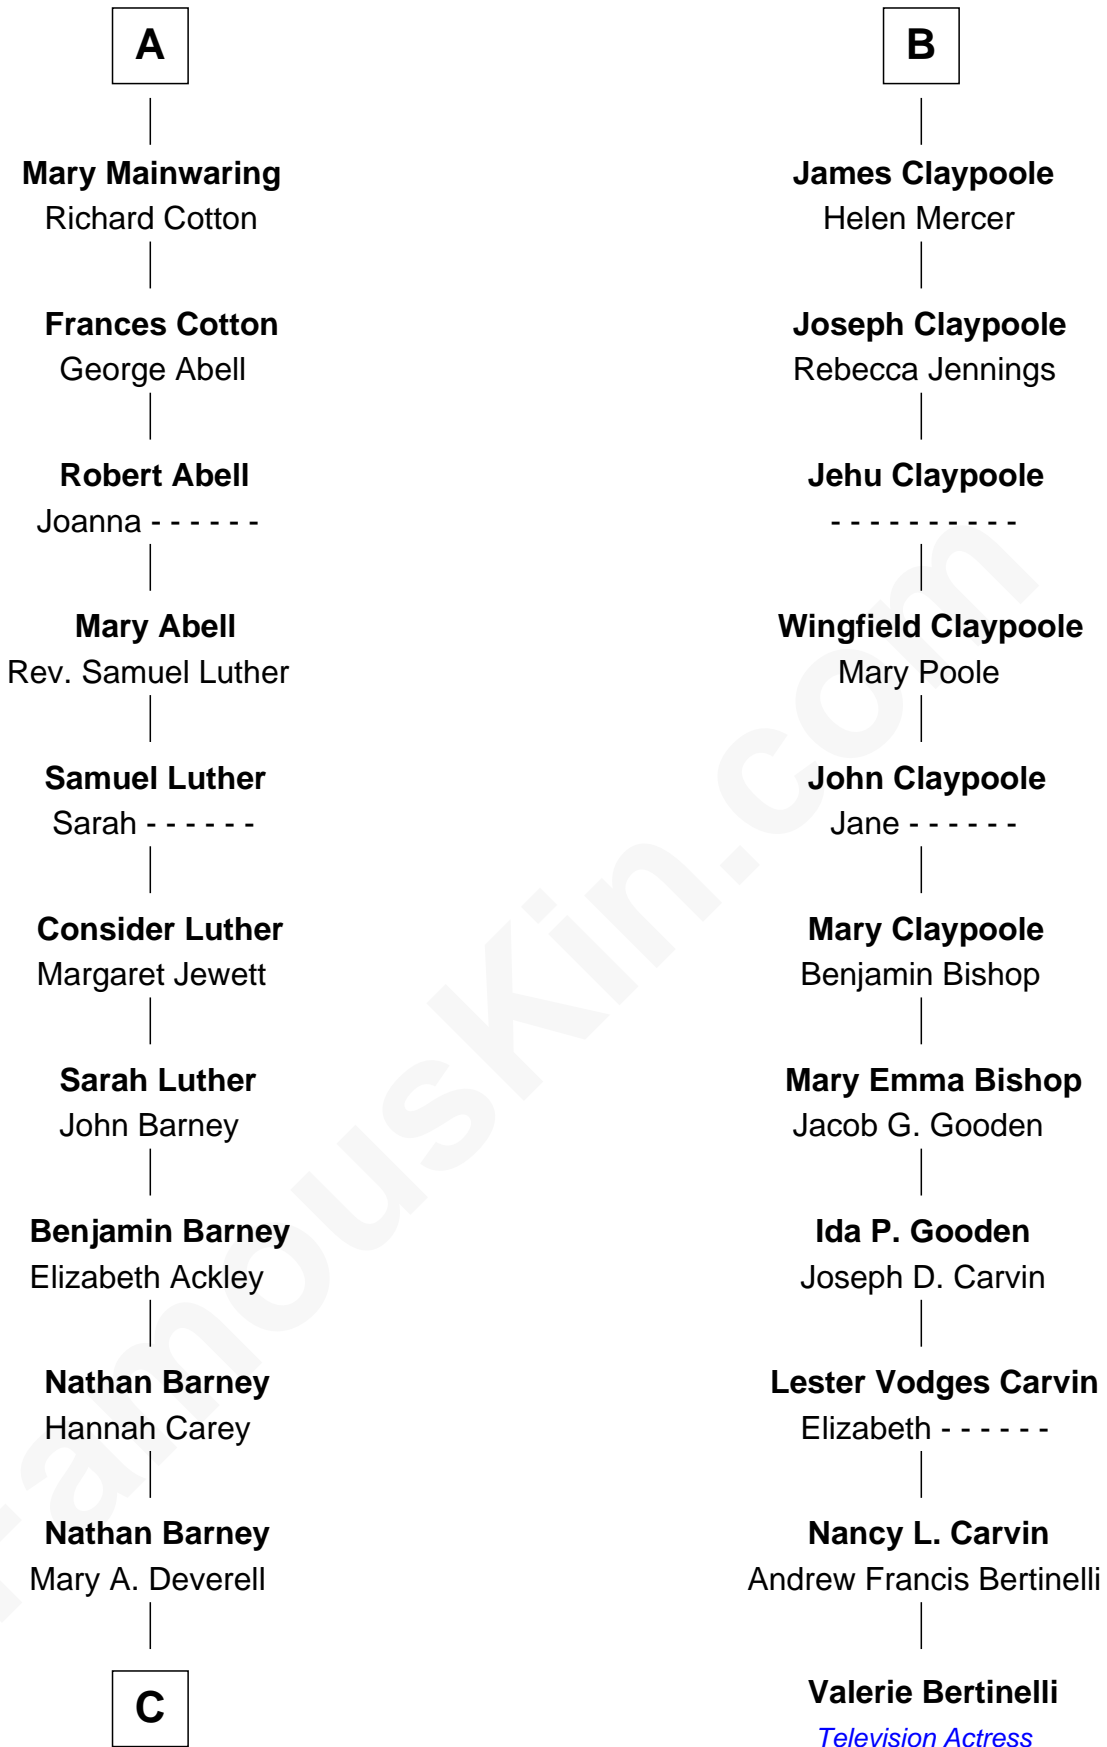 A
Mary Mainwaring
Richard Cotton
Frances Cotton
George Abell
Robert Abell
Joanna - - - - - -
Mary Abell
Rev. Samuel Luther
Samuel Luther
Sarah - - - - - -
Consider Luther
Margaret Jewett
Sarah Luther
John Barney
Benjamin Barney
Elizabeth Ackley
Nathan Barney
Hannah Carey
Nathan Barney
Mary A. Deverell
C
B
James Claypoole
Helen Mercer
Joseph Claypoole
Rebecca Jennings
Jehu Claypoole
- - - - - - - - - -
Wingfield Claypoole
Mary Poole
John Claypoole
Jane - - - - - -
Mary Claypoole
Benjamin Bishop
Mary Emma Bishop
Jacob G. Gooden
Ida P. Gooden
Joseph D. Carvin
Lester Vodges Carvin
Elizabeth - - - - - -
Nancy L. Carvin
Andrew Francis Bertinelli
Valerie Bertinelli
Television Actress
FamousKin.com